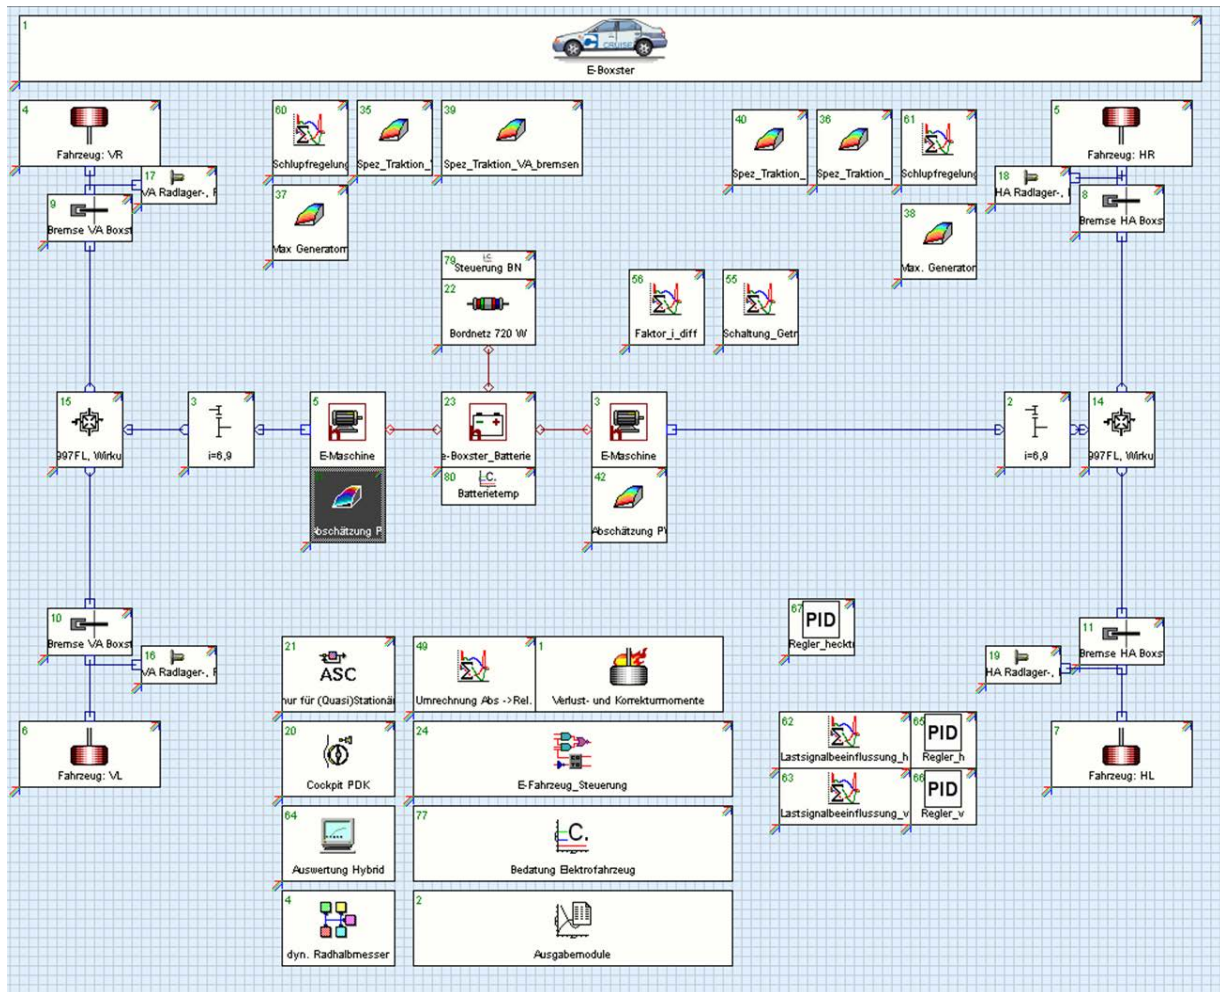 1
CRUISE
E-Boxster
4
Fahrzeug: VR
60
Schlupfregelung
35
Spez_Traktion_
39
Spez_Traktion_VA_bremsen
40
Spez_Traktion_
36
Spez_Traktion_
61
Schlupfregelung
5
Fahrzeug: HR
17
VA Radlager-,
18
HA Radlager-,
9
Bremse VA Boxst
37
Max Generatorm
38
Max. Generator
8
Bremse HA Boxst
79
Steuerung BN
22
Bordnetz 720 W
56
Faktor_i_diff
55
Schaltung_Getr
15
997FL, Wirku
3
i=6,9
5
E-Maschine
23
e-Boxster_Batterie
3
E-Maschine
2
i=6,9
14
997FL, Wirku
Abschätzung P
80
C.
Batterietemp
42
Abschätzung P
10
Bremse VA Boxst
16
VA Radlager-,
67
PID
Regler_heckt
11
Bremse HA Boxst
19
HA Radlager-,
21
ASC
nur für (Quasi)Stationär
49
Umrechnung Abs ->Rel.
1
Verlust- und Korrekturmomente
6
Fahrzeug: VL
20
Cockpit PDK
24
E-Fahrzeug_Steuerung
62
Lastsignalbeeinflussung_h
65
PID
Regler_h
63
Lastsignalbeeinflussung_v
66
PID
Regler_v
7
Fahrzeug: HL
64
Auswertung Hybrid
77
C.
Bedatung Elektrofahrzeug
4
dyn. Radhalbmesser
2
Ausgabemodule